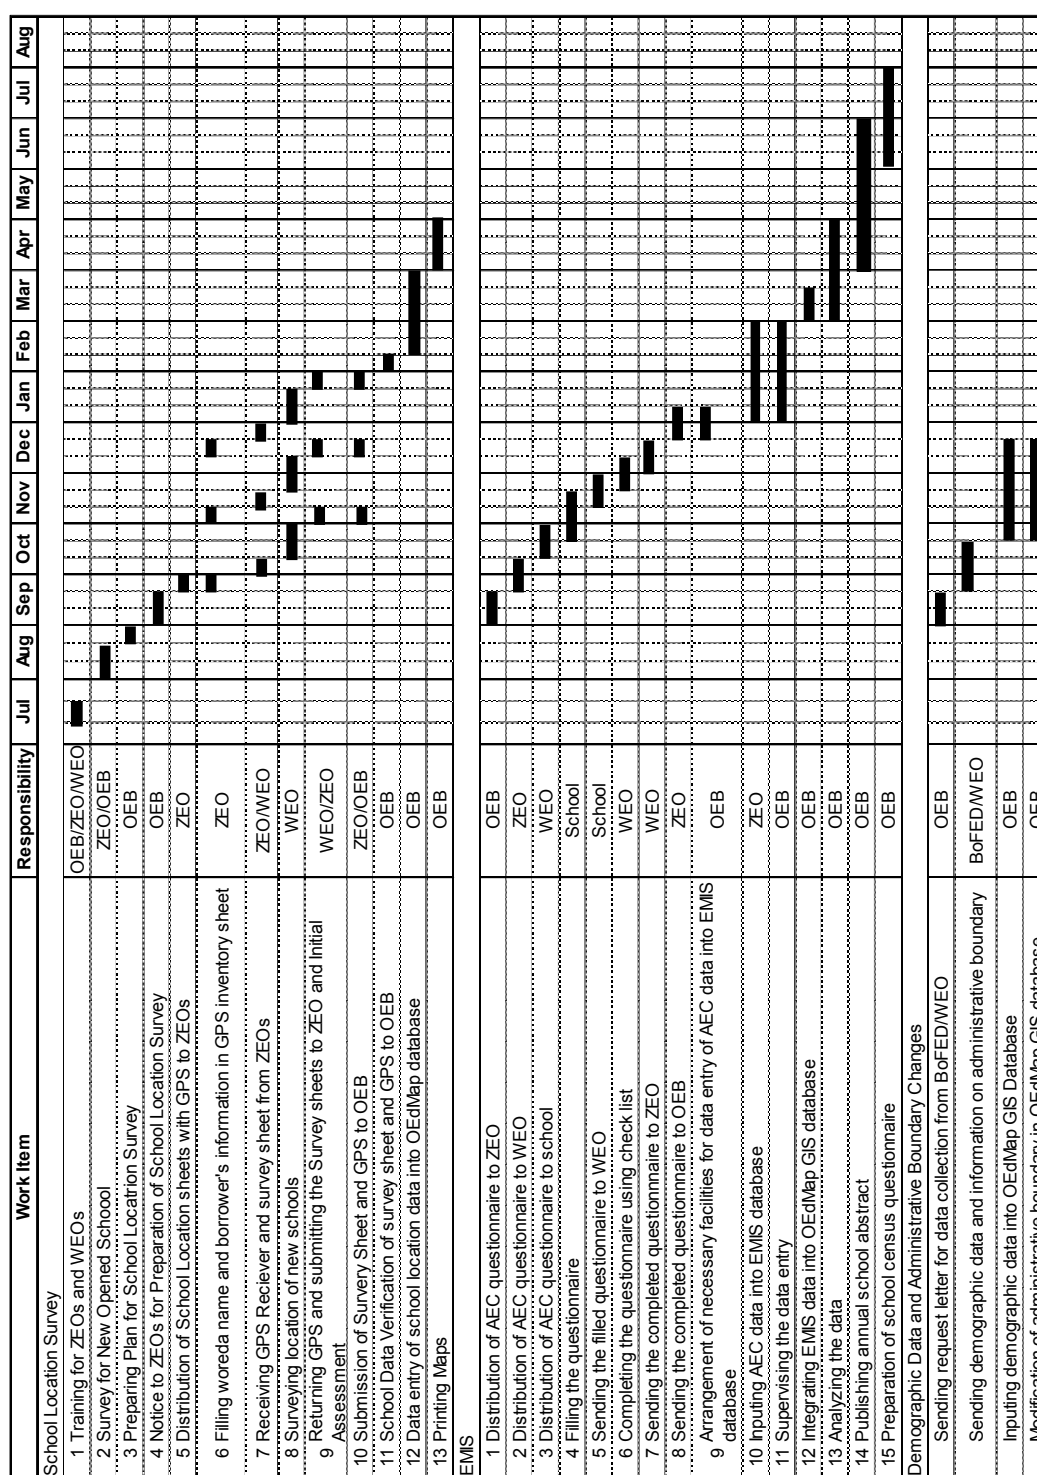 Work Item Responsibility Jul Aug Sep Oct Nov Dec Jan Feb Mar Apr May Jun Jul Aug
School Location Survey
1 Training for ZEOs and WEOs OEB/ZEO/WEO
2 Survey for New Opened School ZEO/OEB
3 Preparing Plan for School Locatrion Survey OEB
4 Notice to ZEOs for Preparation of School Location Survey OEB
5 Distribution of School Location sheets with GPS to ZEOs ZEO
6 Filling woreda name and borrower's information in GPS inventory sheet ZEO
7 Receiving GPS Reciever and survey sheet from ZEOs ZEO/WEO
8 Surveying location of new schools WEO
Returning GPS and submitting the Survey sheets to ZEO and Initial
9 Assessment WEO/ZEO
10 Submission of Survery Sheet and GPS to OEB ZEO/OEB
11 School Data Verification of survey sheet and GPS to OEB OEB
12 Data entry of school location data into OEdMap database OEB
13 Printing Maps OEB
EMIS
1 Distribution of AEC questionnaire to ZEO OEB
2 Distribution of AEC questionnaire to WEO ZEO
3 Distribution of AEC questionnaire to school WEO
4 Filling the questionnaire School
5 Sending the filled questionnaire to WEO School
6 Completing the questionnaire using check list WEO
7 Sending the completed questionnaire to ZEO WEO
8 Sending the completed questionnaire to OEB ZEO
Arrangement of necessary facilities for data entry of AEC data into EMIS
9 database OEB
10 Inputing AEC data into EMIS database ZEO
11 Supervising the data entry OEB
12 Integrating EMIS data into OEdMap GIS database OEB
13 Analyzing the data OEB
14 Publishing annual school abstract OEB
15 Preparation of school census questionnaire OEB
Demographic Data and Administrative Boundary Changes
Sending request letter for data collection from BoFED/WEO OEB
Sending demographic data and information on administrative boundary BoFED/WEO
Inputing demographic data into OEdMap GIS Database OEB
Modification of administrative boundary in OEdMap GIS database OEB